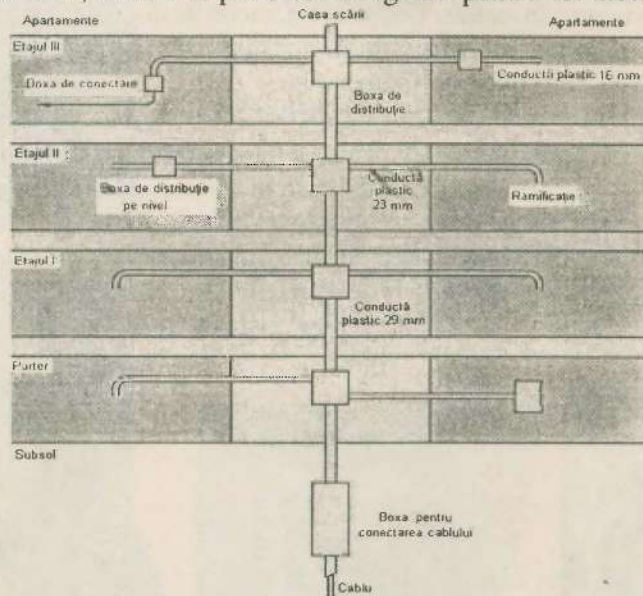 Casa scării
Apartamente
Apartamente
Etajul III
Boxa de conectare
Conductă plastic 16 mm
Boxa de
distribuție
Etajul II
Boxa de distribuție
pe nivel
Conductă
plastic
23 mm
Ramificație
Etajul I
Conductă
plastic 29 mm
Parter
Subsol
Boxa pentru
conectarea cablului
Cablu